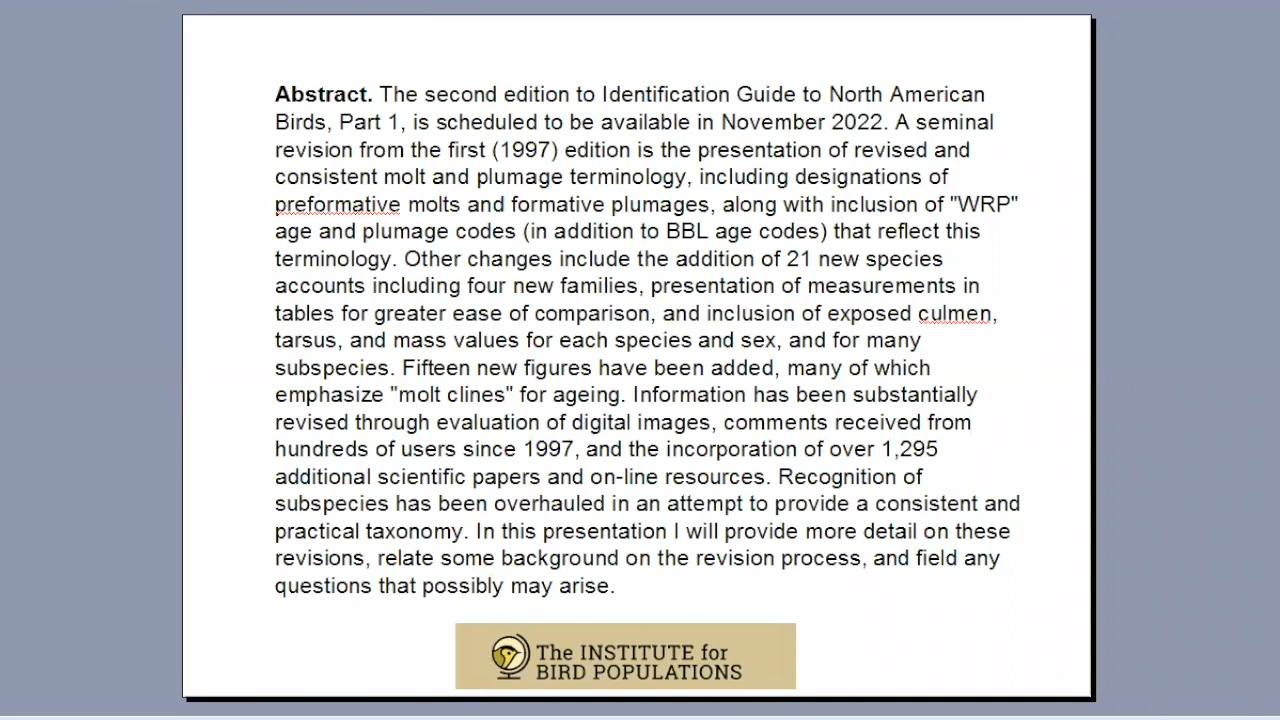 Abstract. The second edition to Identification Guide to North American
Birds, Part 1, is scheduled to be available in November 2022. A seminal
revision from the first (1997) edition is the presentation of revised and
consistent molt and plumage terminology, including designations of
preformative molts and formative plumages, along with inclusion of "WRP"
age and plumage codes (in addition to BBL age codes) that reflect this
terminology. Other changes include the addition of 21 new species
accounts including four new families, presentation of measurements in
tables for greater ease of comparison, and inclusion of exposed culmen,
tarsus, and mass values for each species and sex, and for many
subspecies. Fifteen new figures have been added, many of which
emphasize "molt clines" for ageing. Information has been substantially
revised through evaluation of digital images, comments received from
hundreds of users since 1997, and the incorporation of over 1,295
additional scientific papers and on-line resources. Recognition of
subspecies has been overhauled in an attempt to provide a consistent and
practical taxonomy. In this presentation I will provide more detail on these
revisions, relate some background on the revision process, and field any
questions that possibly may arise.
The INSTITUTE for
BIRD POPULATIONS